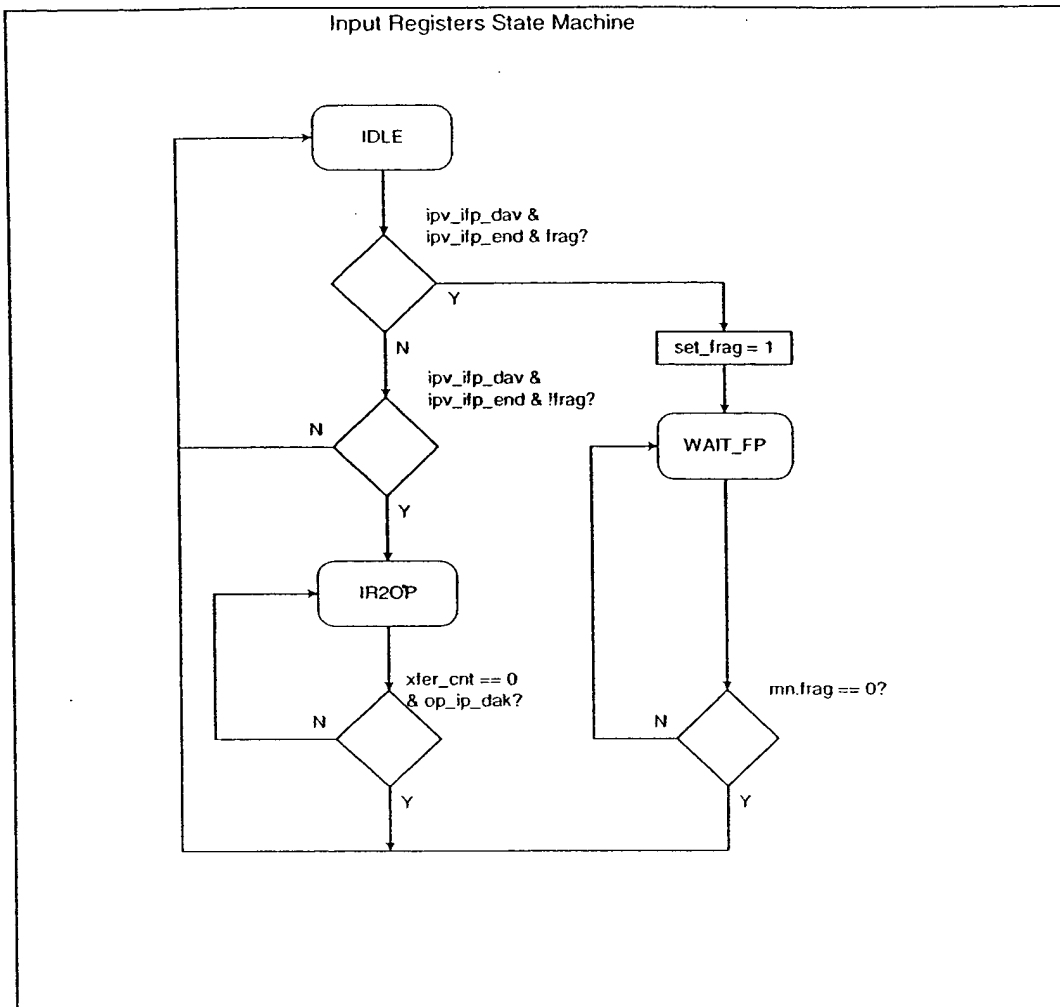 Input Registers State Machine
IDLE
ipv_ifp_dav &
ipv_ifp_end & frag?
Y
set_frag = 1
N
ipv_ifp_dav &
ipv_ifp_end & !frag?
N
WAIT_FP
Y
IR2OP
xfer_cnt == 0
& op_ip_dak?
mn.frag == 0?
N
N
Y
Y